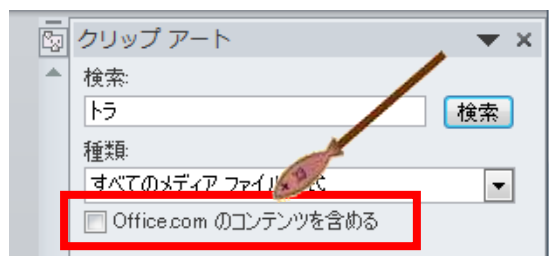 クリップ アート
検索:
トラ
検索
種類:
すべてのメディア ファイル
Office.com のコンテンツを含める